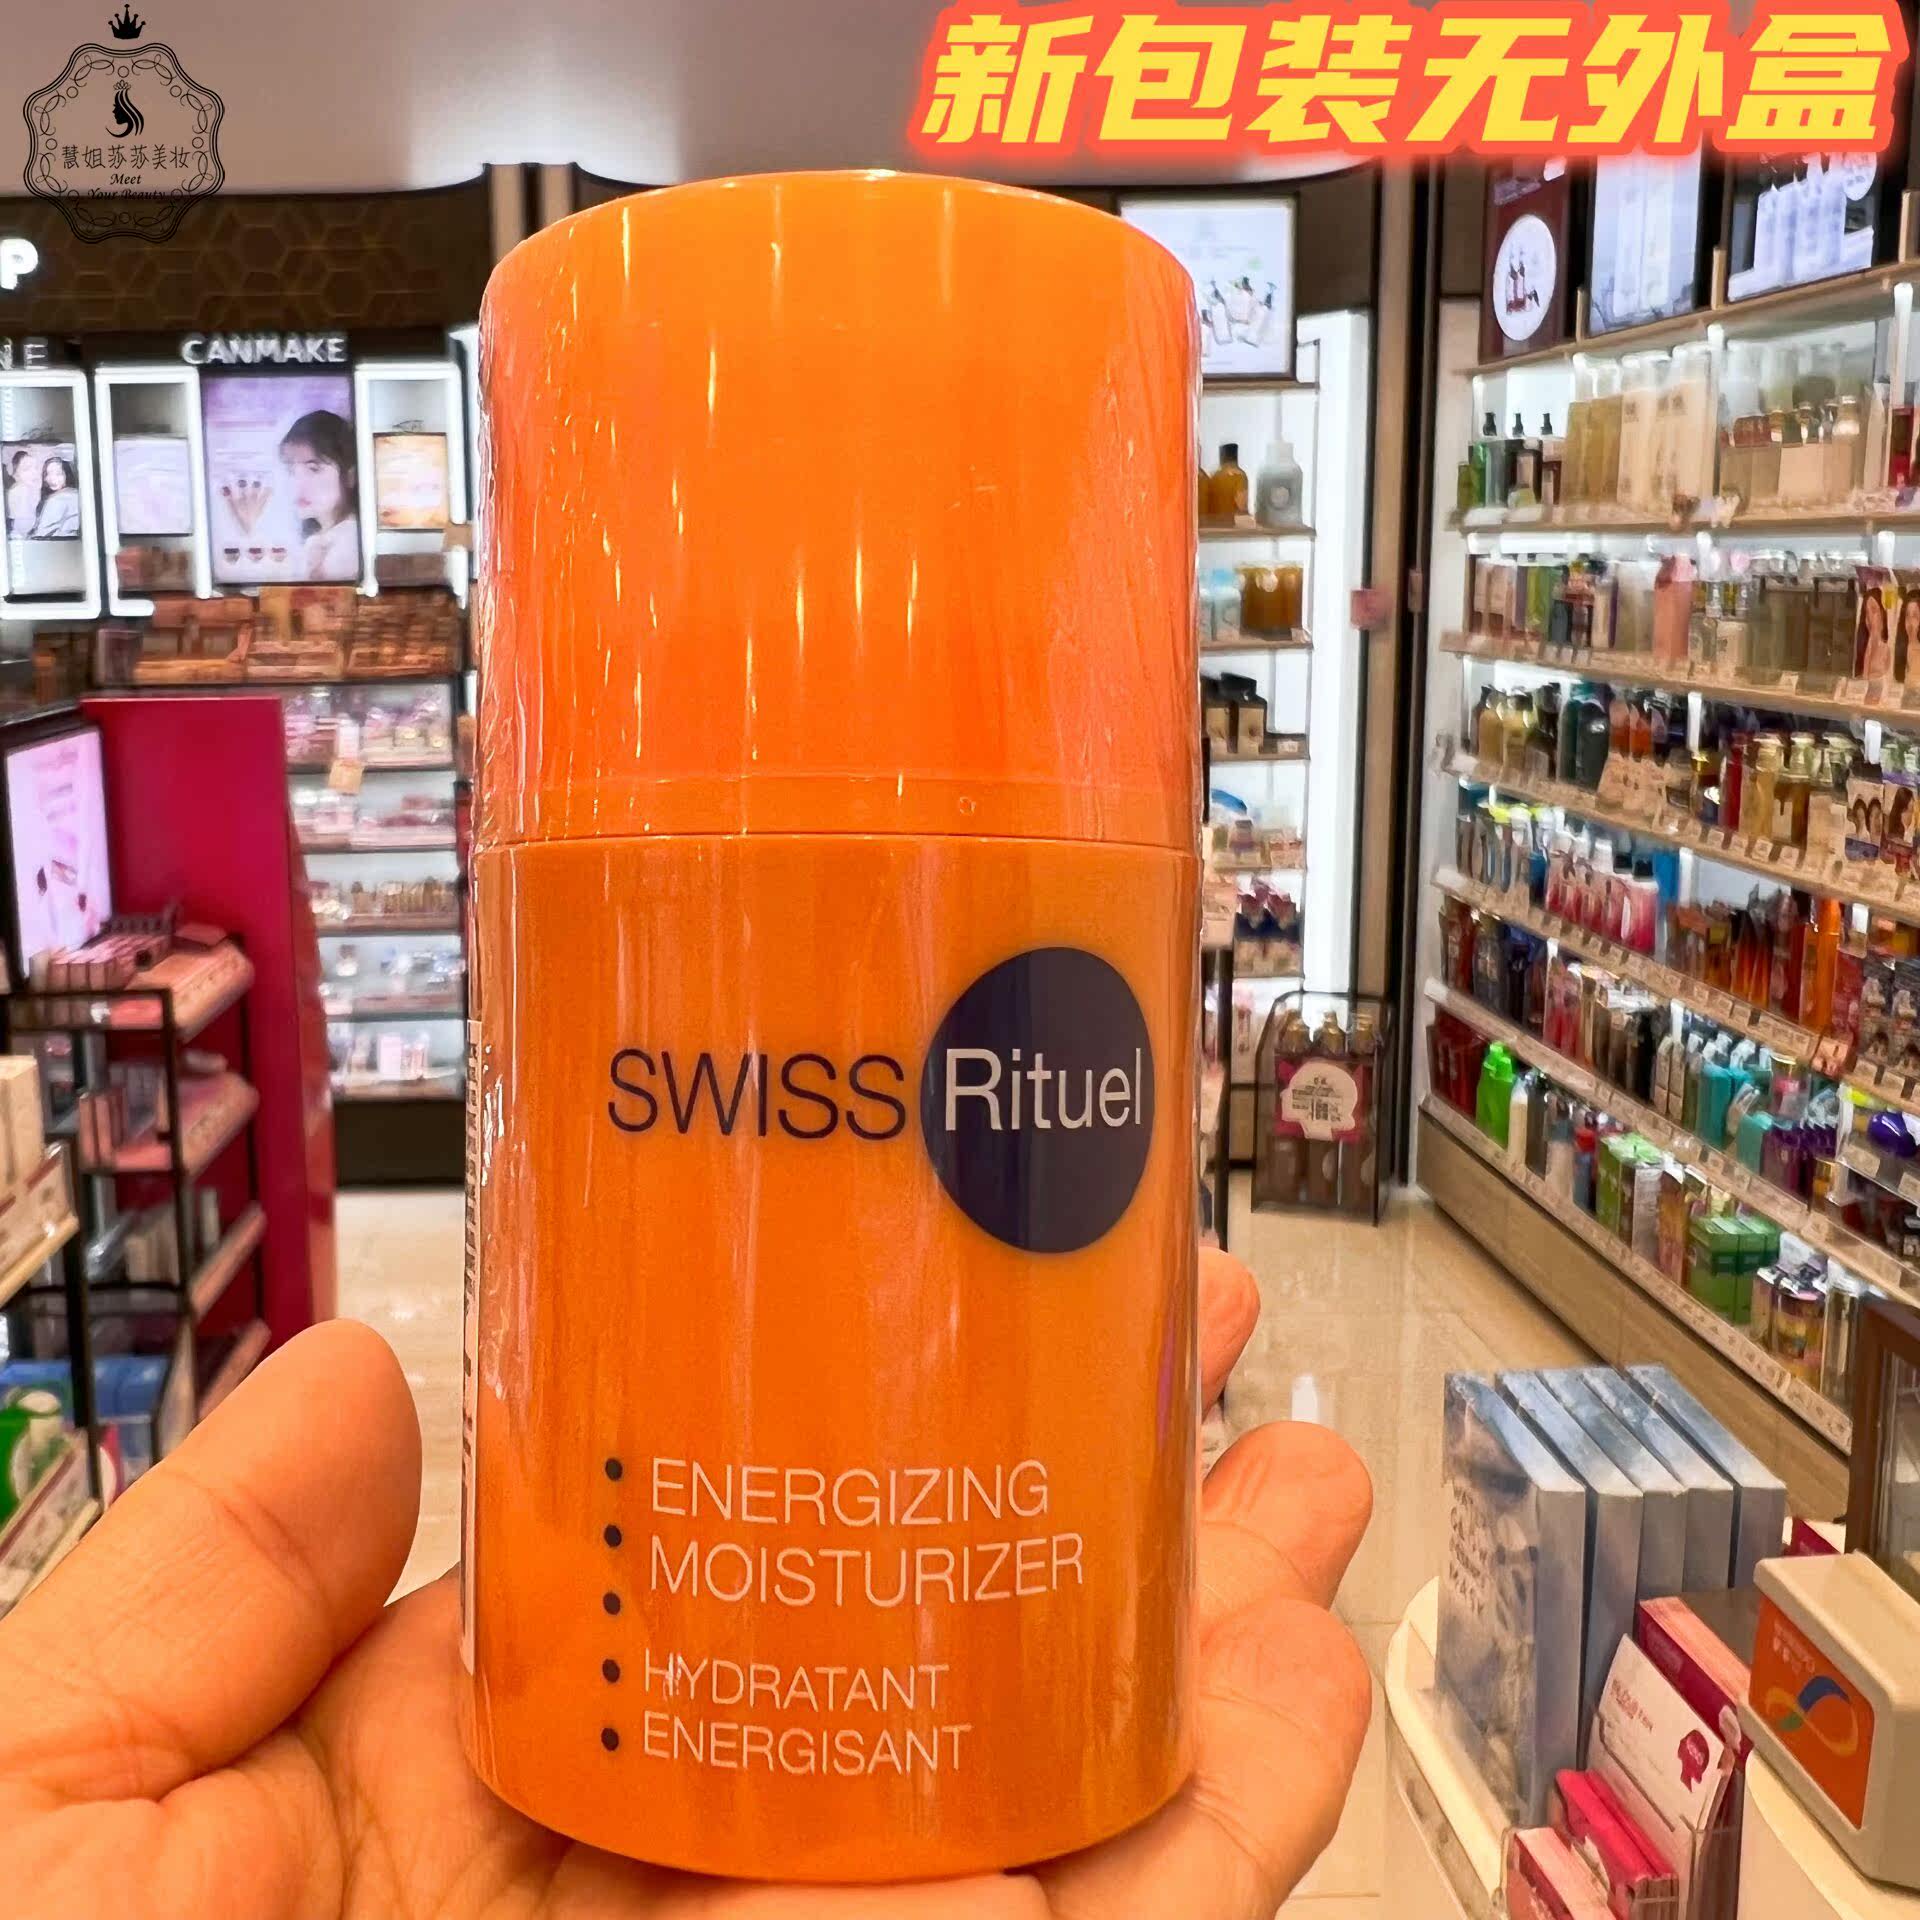 新包装无外盒
慧姐莎莎美妆
Meet
Your Beauty
P
NE
CANMAKE
SWISS Rituel
ENERGIZING
MOISTURIZER
HYDRATANT
ENERGISANT